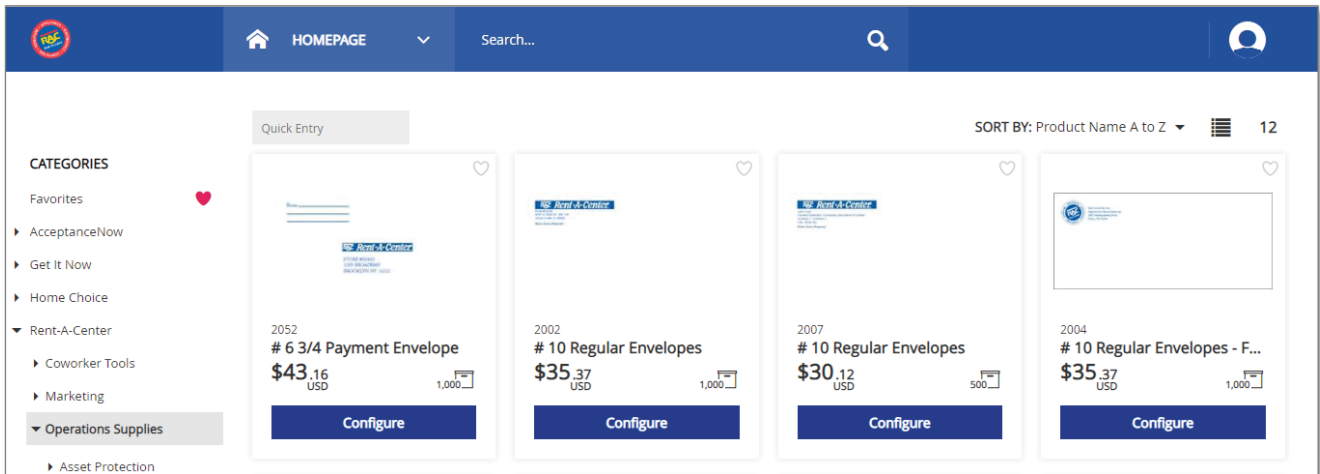 RAC
HOMEPAGE
Search...
Quick Entry
SORT BY: Product Name A to Z
12
CATEGORIES
Favorites
AcceptanceNow
Get It Now
Home Choice
Rent-A-Center
Coworker Tools
Marketing
Operations Supplies
Asset Protection
Rent-A-Center
2052
# 6 3/4 Payment Envelope
$43.16
USD
1,000
Configure
Rent-A-Center
2002
# 10 Regular Envelopes
$35.37
USD
1,000
Configure
Rent-A-Center
2007
# 10 Regular Envelopes
$30.12
USD
500
Configure
RAC
2004
# 10 Regular Envelopes - F...
$35.37
USD
1,000
Configure